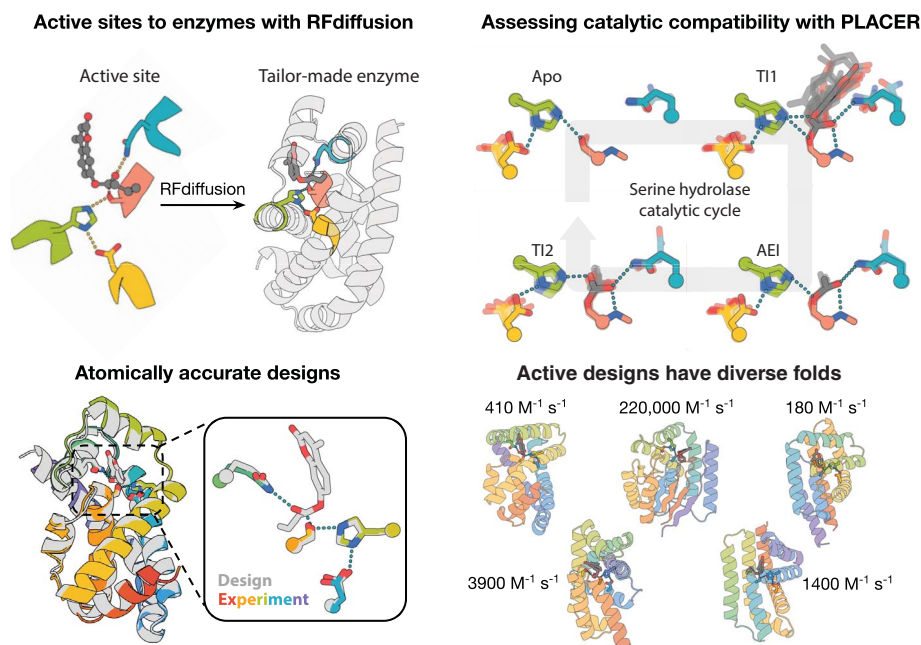 Active sites to enzymes with RFdiffusion
Active site
Tailor-made enzyme
RFdiffusion
Assessing catalytic compatibility with PLACER
Apo
TI1
Serine hydrolase
catalytic cycle
TI2
AEI
Atomically accurate designs
Design
Experiment
Active designs have diverse folds
410 M⁻¹ s⁻¹
220,000 M⁻¹ s⁻¹
180 M⁻¹ s⁻¹
3900 M⁻¹ s⁻¹
1400 M⁻¹ s⁻¹